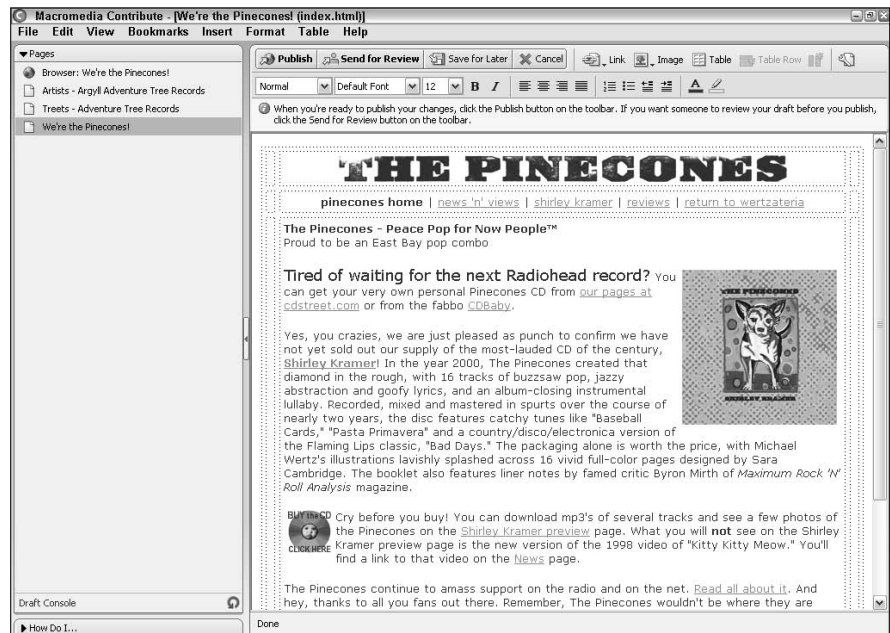 Macromedia Contribute - [We're the Pinecones! (index.html)]
File Edit View Bookmarks Insert Format Table Help
Pages
Browser: We're the Pinecones!
Artists - Argyll Adventure Tree Records
Treets - Adventure Tree Records
We're the Pinecones!
Draft Console
How Do I...
Publish Send for Review Save for Later Cancel Link Image Table Table Row
Normal Default Font 12 B I A
When you're ready to publish your changes, click the Publish button on the toolbar. If you want someone to review your draft before you publish,
click the Send for Review button on the toolbar.
THE PINECONES
pinecones home | news 'n' views | shirley kramer | reviews | return to wertzateria
The Pinecones - Peace Pop for Now People™
Proud to be an East Bay pop combo
Tired of waiting for the next Radiohead record? You
can get your very own personal Pinecones CD from our pages at
cdstreet.com or from the fabbo CDBaby.
THE PINECONES
SHIRLEY KRAMER
Yes, you crazies, we are just pleased as punch to confirm we have
not yet sold out our supply of the most-lauded CD of the century,
Shirley Kramer! In the year 2000, The Pinecones created that
diamond in the rough, with 16 tracks of buzzsaw pop, jazzy
abstraction and goofy lyrics, and an album-closing instrumental
lullaby. Recorded, mixed and mastered in spurts over the course of
nearly two years, the disc features catchy tunes like "Baseball
Cards," "Pasta Primavera" and a country/disco/electronica version of
the Flaming Lips classic, "Bad Days." The packaging alone is worth the price, with Michael
Wertz's illustrations lavishly splashed across 16 vivid full-color pages designed by Sara
Cambridge. The booklet also features liner notes by famed critic Byron Mirth of Maximum Rock 'N'
Roll Analysis magazine.
BUY the CD
CLICK HERE
Cry before you buy! You can download mp3's of several tracks and see a few photos of
the Pinecones on the Shirley Kramer preview page. What you will not see on the Shirley
Kramer preview page is the new version of the 1998 video of "Kitty Kitty Meow." You'll
find a link to that video on the News page.
The Pinecones continue to amass support on the radio and on the net. Read all about it. And
hey, thanks to all you fans out there. Remember, The Pinecones wouldn't be where they are
Done